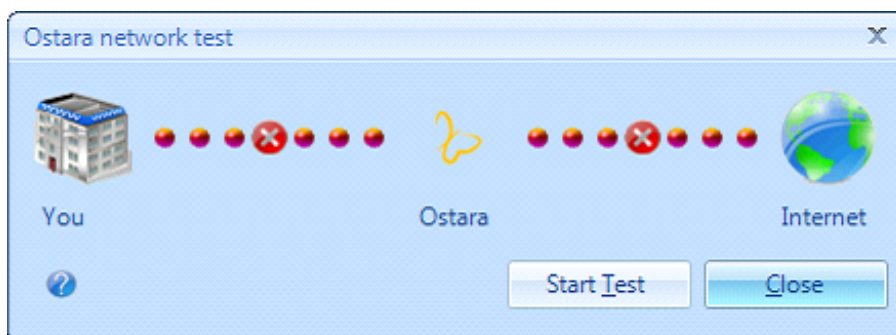 Ostara network test
You
Ostara
Internet
Start Test
Close